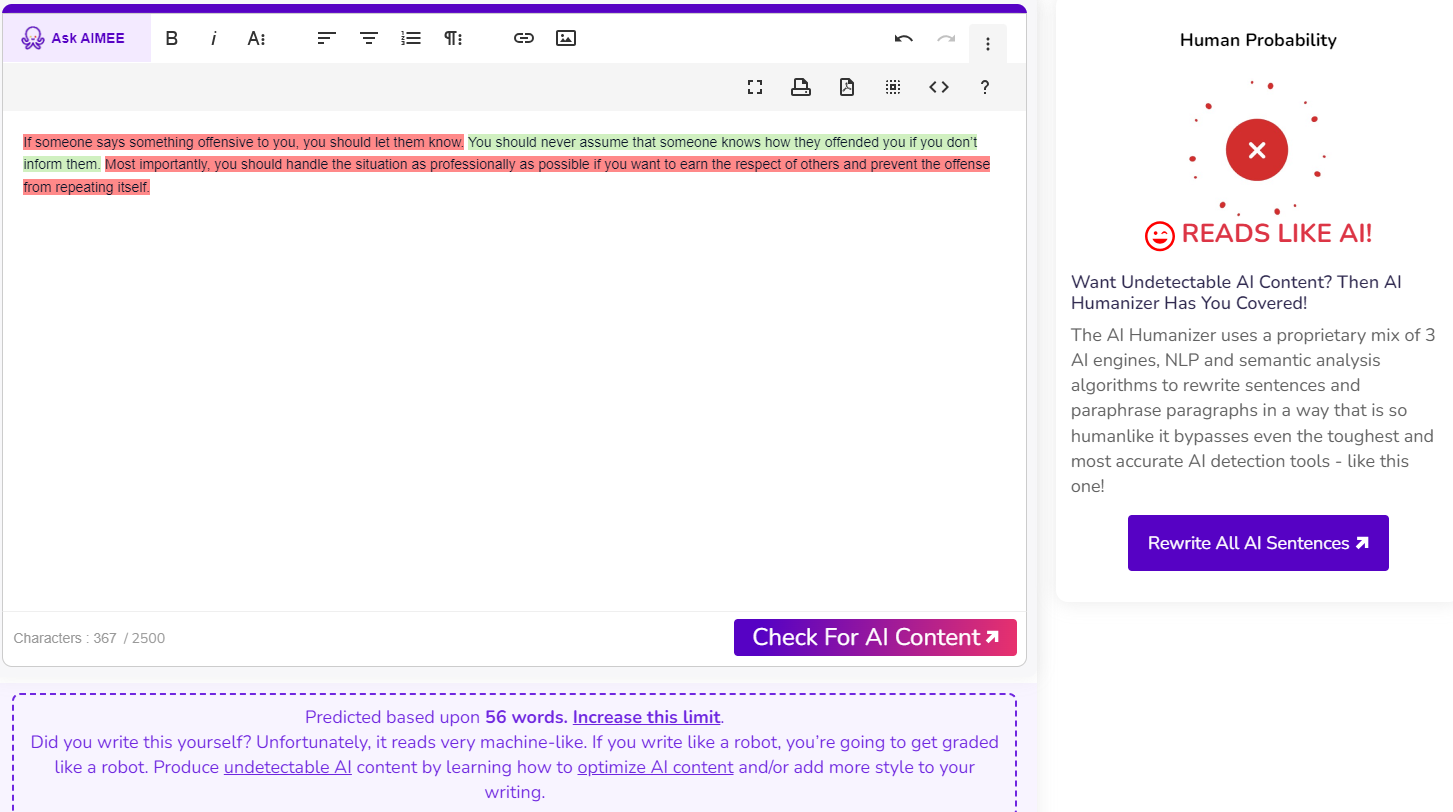 Ask AIMEE B i A:
?
If someone says something offensive to you, you should let them know. You should never assume that someone knows how they offended you if you don't
inform them. Most importantly, you should handle the situation as professionally as possible if you want to earn the respect of others and prevent the offense
from repeating itself.
Characters : 367 / 2500
Check For AI Content
Predicted based upon 56 words. Increase this limit.
Did you write this yourself? Unfortunately, it reads very machine-like. If you write like a robot, you're going to get graded
like a robot. Produce undetectable AI content by learning how to optimize AI content and/or add more style to your
writing.
Human Probability
READS LIKE AI!
Want Undetectable AI Content? Then AI
Humanizer Has You Covered!
The AI Humanizer uses a proprietary mix of 3
AI engines, NLP and semantic analysis
algorithms to rewrite sentences and
paraphrase paragraphs in a way that is so
humanlike it bypasses even the toughest and
most accurate AI detection tools - like this
one!
Rewrite All AI Sentences